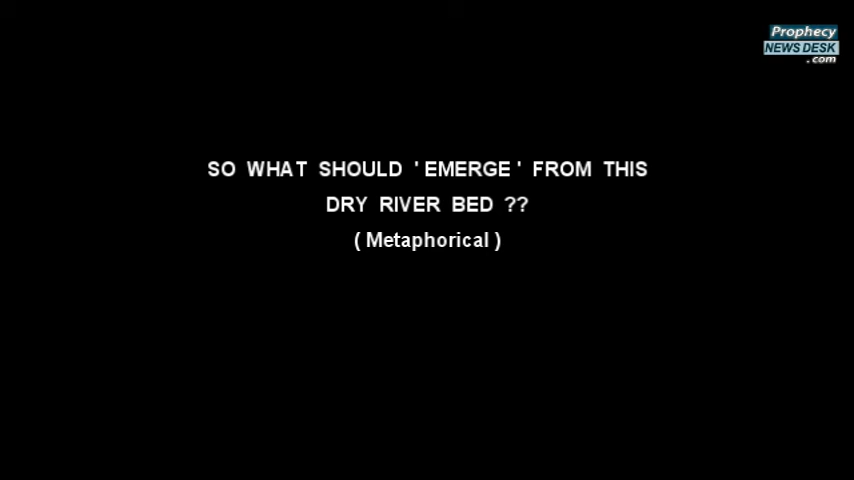 Prophecy
NEWS DESK
.com
SO WHAT SHOULD ' EMERGE ' FROM THIS
DRY RIVER BED ??
( Metaphorical )